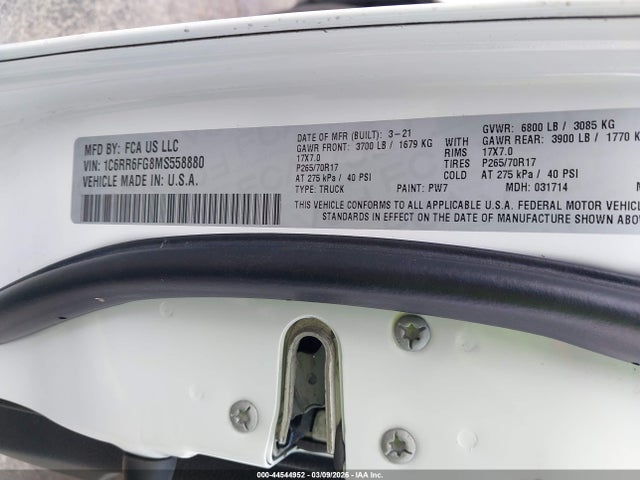 MFD BY: FCA US LLC
VIN: 1C6RR6FG8MS558880
VEHICLE MADE IN: U.S.A.
DATE OF MFR (BUILT): 3-21
GAWR FRONT: 3700 LB / 1679 KG WITH
17X7.0 RIMS
P265/70R17 TIRES
AT 275 kPa / 40 PSI COLD
TYPE: TRUCK PAINT: PW7
GVWR: 6800 LB / 3085 KG
GAWR REAR: 3900 LB / 1770
17X7.0
P265/70R17
AT 275 kPa / 40 PSI
MDH: 031714
THIS VEHICLE CONFORMS TO ALL APPLICABLE U.S.A. FEDERAL MOTOR
STANDARDS IN EFFECT ON THE DATE OF MANUFACTURE SHOWN
000-44544952 | 03/09/2026 | IAA Inc.